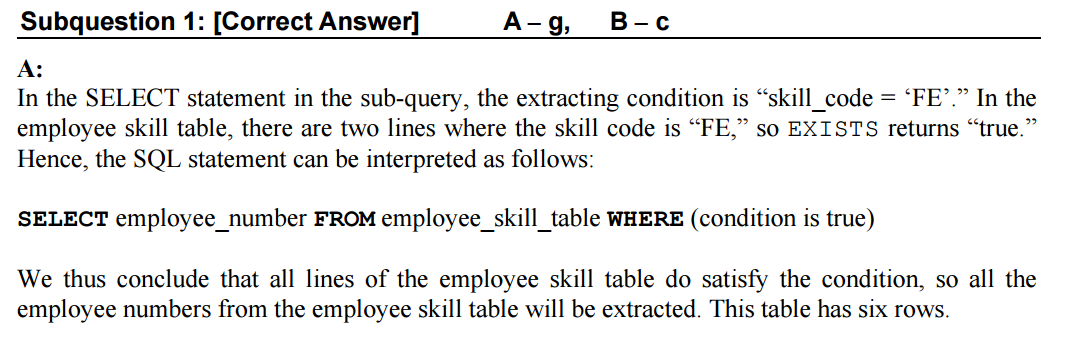 Subquestion 1: [Correct Answer] A – g, B – c
A:
In the SELECT statement in the sub-query, the extracting condition is “skill_code = ‘FE’.” In the
employee skill table, there are two lines where the skill code is “FE,” so EXISTS returns “true.”
Hence, the SQL statement can be interpreted as follows:
SELECT employee_number FROM employee_skill_table WHERE (condition is true)
We thus conclude that all lines of the employee skill table do satisfy the condition, so all the
employee numbers from the employee skill table will be extracted. This table has six rows.